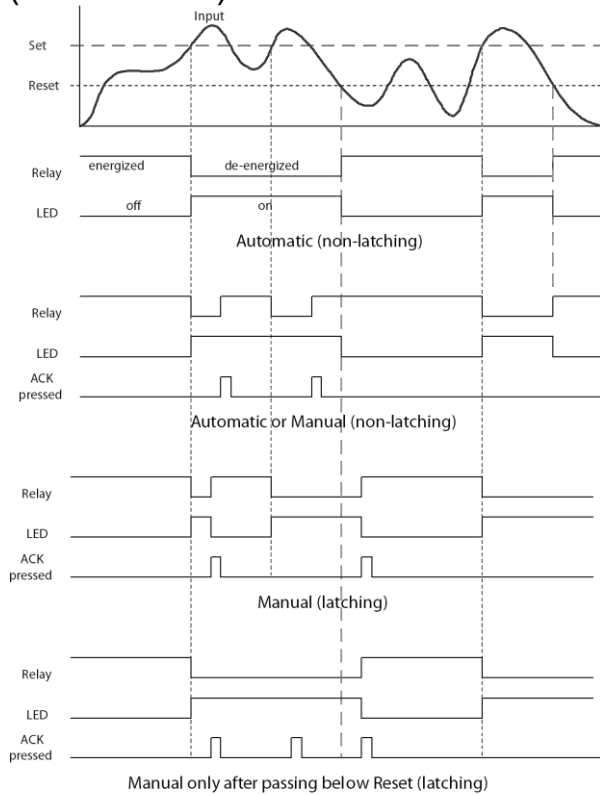 Input
Set
Reset
Relay energized de-energized
LED off on
Automatic (non-latching)
Relay
LED
ACK
pressed
Automatic or Manual (non-latching)
Relay
LED
ACK
pressed
Manual (latching)
Relay
LED
ACK
pressed
Manual only after passing below Reset (latching)